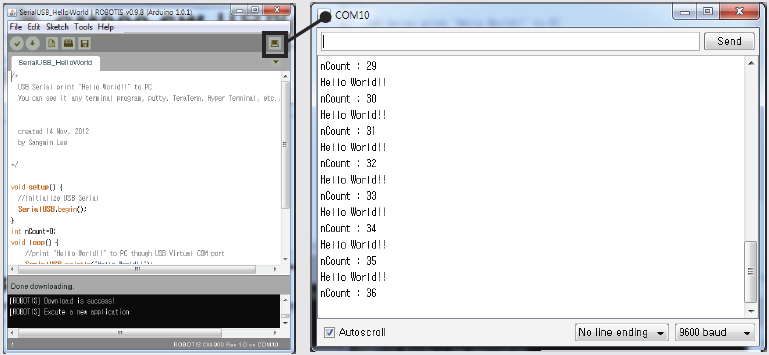 SerialUSB_HelloWorld | ROBOTIS v0.9.8 (Arduino 1.0.1)
File Edit Sketch Tools Help
SerialUSB_HelloWorld
/*
USB Serial print "Hello World!!" to PC
You can see it any terminal program, putty, TeraTerm, Hyper Terminal, etc..
created 14 Nov. 2012
by Sangmin Lee
*/
void setup() {
//Initialize USB Serial
SerialUSB.begin();
}
int nCount=0;
void loop() {
//print "Hello World!!" to PC though USB Virtual COM port
SerialUSB.println("Hello World!!");
Done downloading.
[ROBOTIS] Download is success!
[ROBOTIS] Excute a new application
1
ROBOTIS CM-900 Rev 1.0 on COM10
COM10
Send
nCount : 29
Hello World!!
nCount : 30
Hello World!!
nCount : 31
Hello World!!
nCount : 32
Hello World!!
nCount : 33
Hello World!!
nCount : 34
Hello World!!
nCount : 35
Hello World!!
nCount : 36
Autoscroll
No line ending
9600 baud